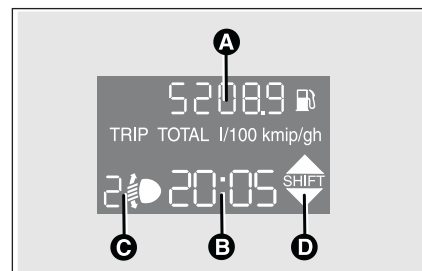 A
5208.9
TRIP TOTAL l/100 kmip/gh
2 20:05 SHIFT
C B D